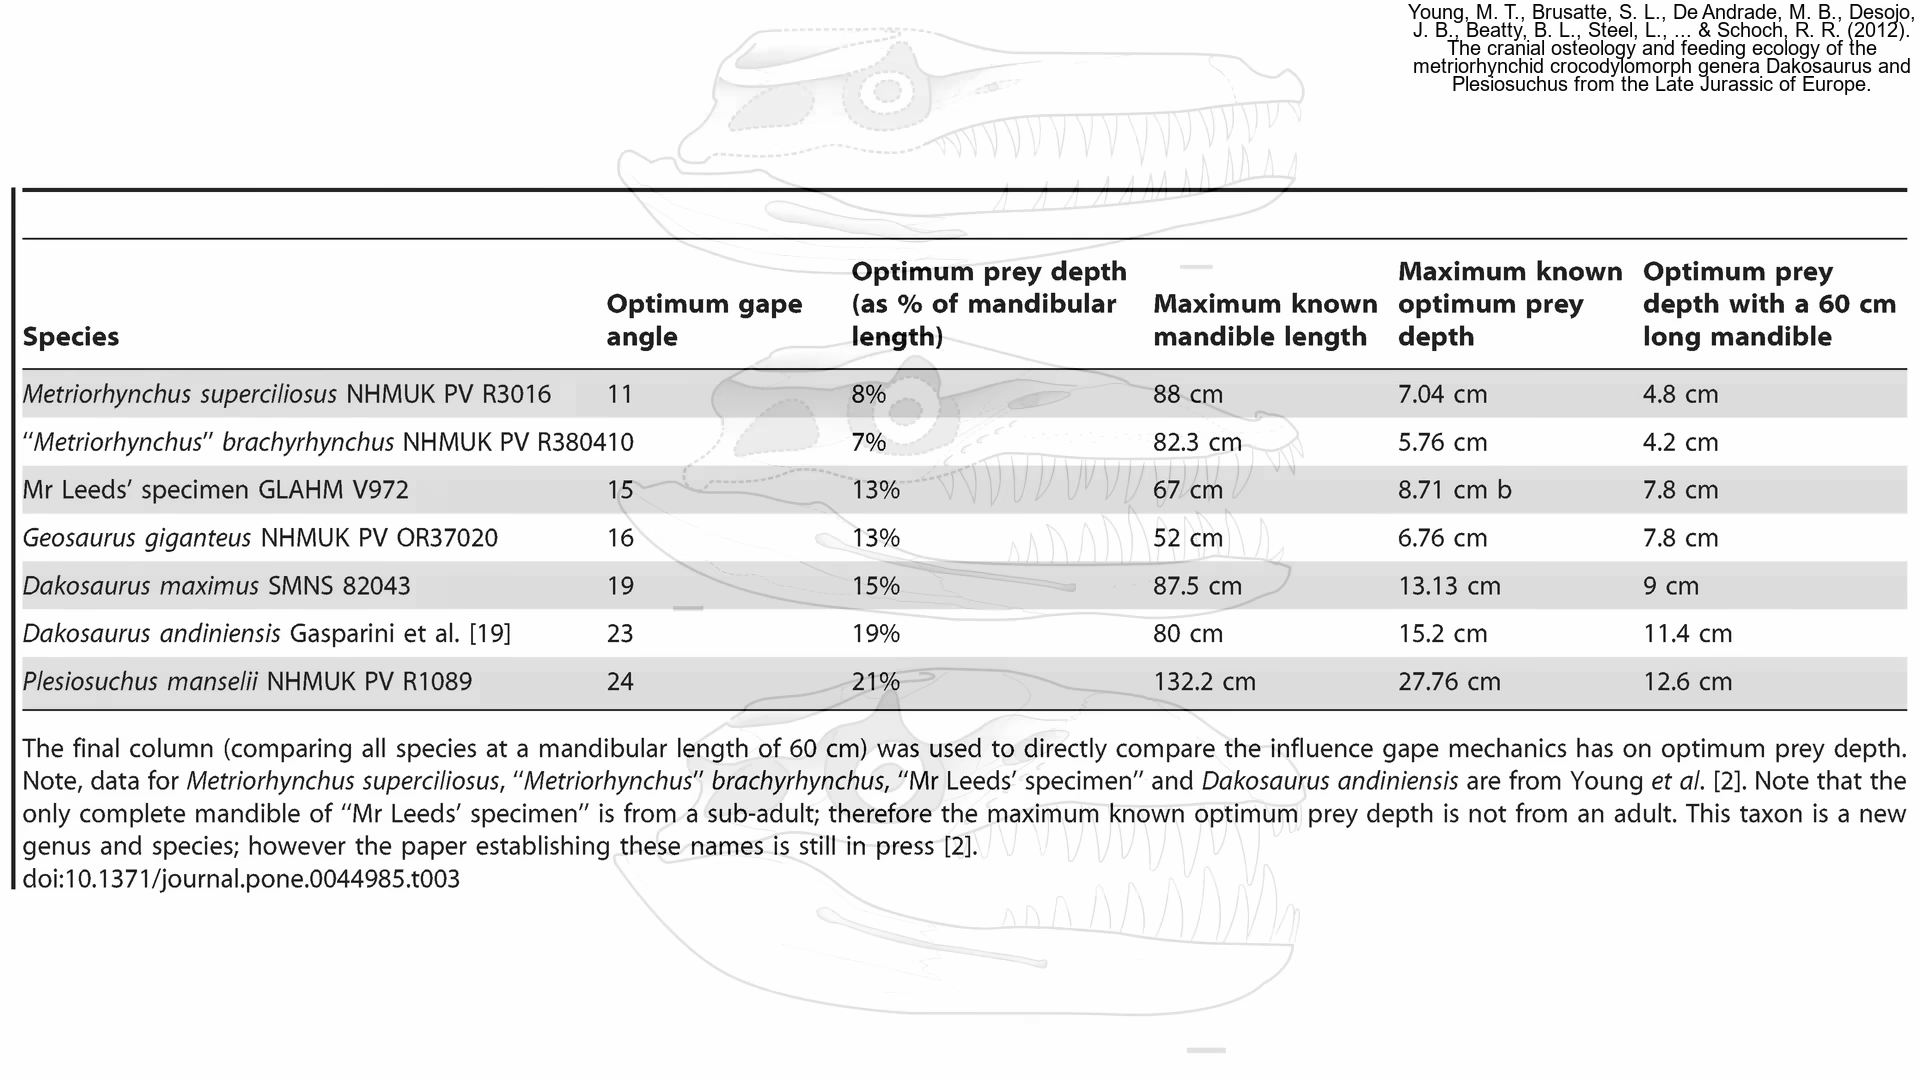 Young, M. T., Brusatte, S. L., De Andrade, M. B., Desojo,
J. B., Beatty, B. L., Steel, L., ... & Schoch, R. R. (2012).
The cranial osteology and feeding ecology of the
metriorhynchid crocodylomorph genera Dakosaurus and
Plesiosuchus from the Late Jurassic of Europe.
Species Optimum gape angle Optimum prey depth (as % of mandibular length) Maximum known mandible length Maximum known optimum prey depth Optimum prey depth with a 60 cm long mandible
Metriorhynchus superciliosus NHMUK PV R3016 11 8% 88 cm 7.04 cm 4.8 cm
“Metriorhynchus” brachyrhynchus NHMUK PV R380410 7% 82.3 cm 5.76 cm 4.2 cm
Mr Leeds’ specimen GLAHM V972 15 13% 67 cm 8.71 cm b 7.8 cm
Geosaurus giganteus NHMUK PV OR37020 16 13% 52 cm 6.76 cm 7.8 cm
Dakosaurus maximus SMNS 82043 19 15% 87.5 cm 13.13 cm 9 cm
Dakosaurus andiniensis Gasparini et al. [19] 23 19% 80 cm 15.2 cm 11.4 cm
Plesiosuchus manselii NHMUK PV R1089 24 21% 132.2 cm 27.76 cm 12.6 cm
The final column (comparing all species at a mandibular length of 60 cm) was used to directly compare the influence gape mechanics has on optimum prey depth.
Note, data for Metriorhynchus superciliosus, “Metriorhynchus” brachyrhynchus, “Mr Leeds’ specimen” and Dakosaurus andiniensis are from Young et al. [2]. Note that the
only complete mandible of “Mr Leeds’ specimen” is from a sub-adult; therefore the maximum known optimum prey depth is not from an adult. This taxon is a new
genus and species; however the paper establishing these names is still in press [2].
doi:10.1371/journal.pone.0044985.t003